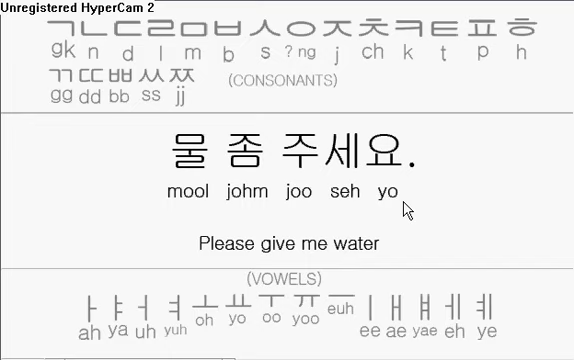 Unregistered HyperCam 2
ㄱㄴㄷㄹㅁㅂㅅㅇㅈㅊㅋㅌㅍㅎ
gk n d l m b s ? ng j ch k t p h
ㄲㄸㅃㅆㅉ (CONSONANTS)
gg dd bb ss jj
물 좀 주세요.
mool johm joo seh yo
Please give me water
(VOWELS)
ㅏ ㅑ ㅓ ㅕ ㅗ ㅛ ㅜ ㅠ ㅡ ㅣ ㅐ ㅒ ㅔ ㅖ
ah ya uh yuh oh yo oo yoo euh ee ae yae eh ye